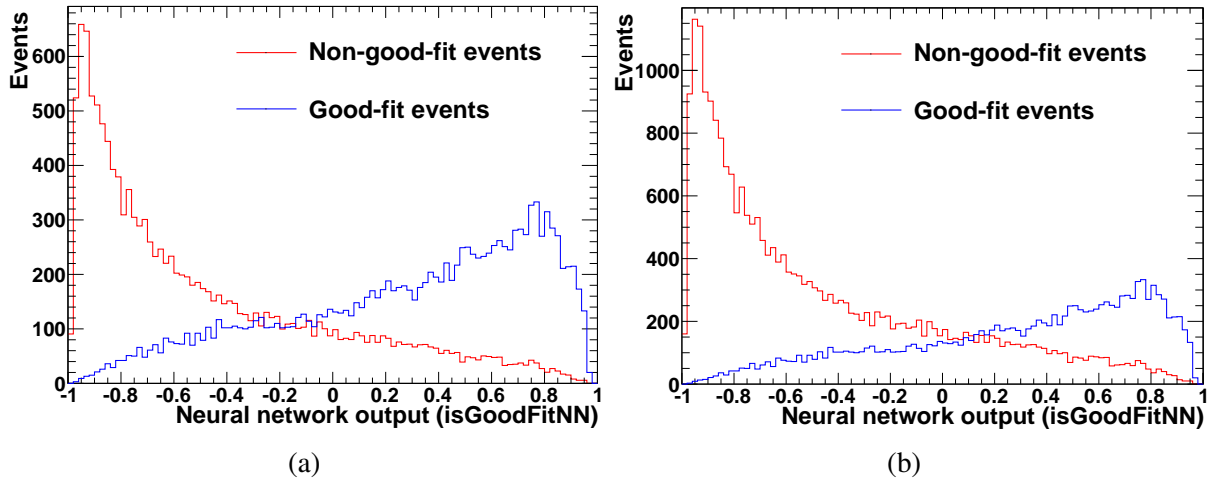 Events
600
500
400
300
200
100
0
Non-good-fit events
Good-fit events
-1 -0.8 -0.6 -0.4 -0.2 0 0.2 0.4 0.6 0.8 1
Neural network output (isGoodFitNN)
(a)
Events
1000
800
600
400
200
0
Non-good-fit events
Good-fit events
-1 -0.8 -0.6 -0.4 -0.2 0 0.2 0.4 0.6 0.8 1
Neural network output (isGoodFitNN)
(b)